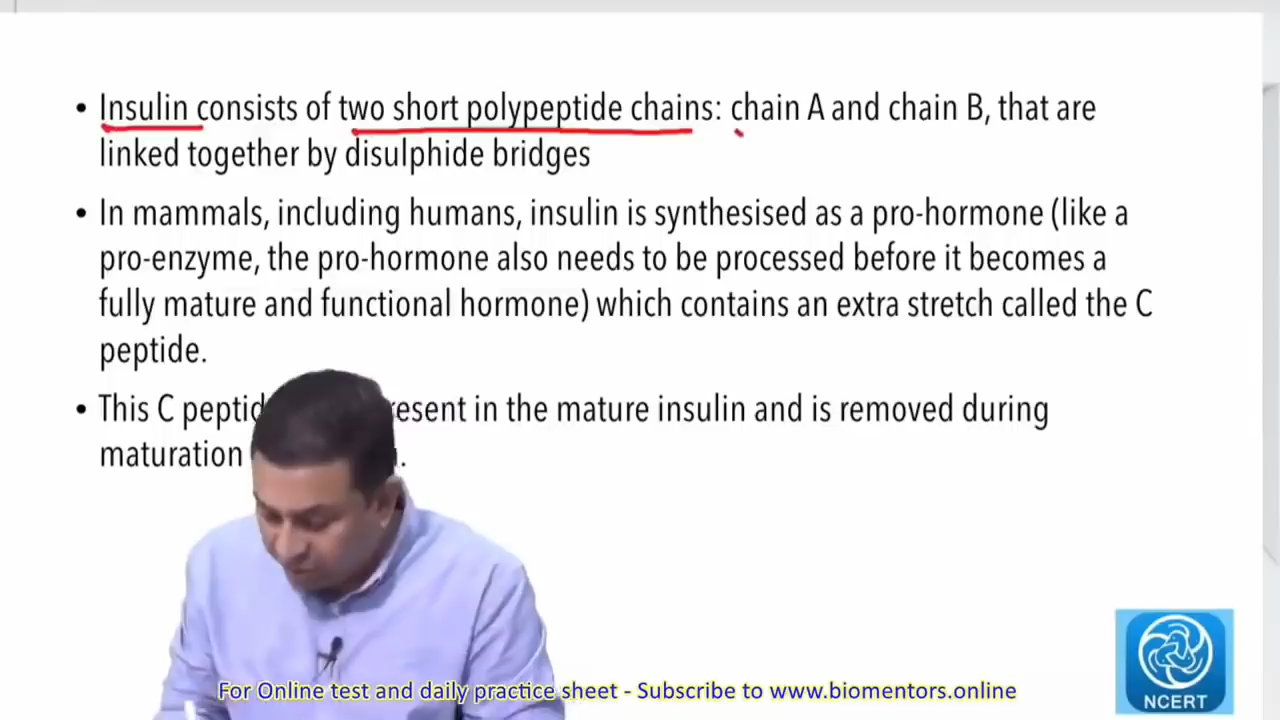 • Insulin consists of two short polypeptide chains: chain A and chain B, that are
linked together by disulphide bridges
• In mammals, including humans, insulin is synthesised as a pro-hormone (like a
pro-enzyme, the pro-hormone also needs to be processed before it becomes a
fully mature and functional hormone) which contains an extra stretch called the C
peptide.
• This C in the mature insulin and is removed during
maturation
For Online test and daily practice sheet - Subscribe to www.biomentors.online
NCERT